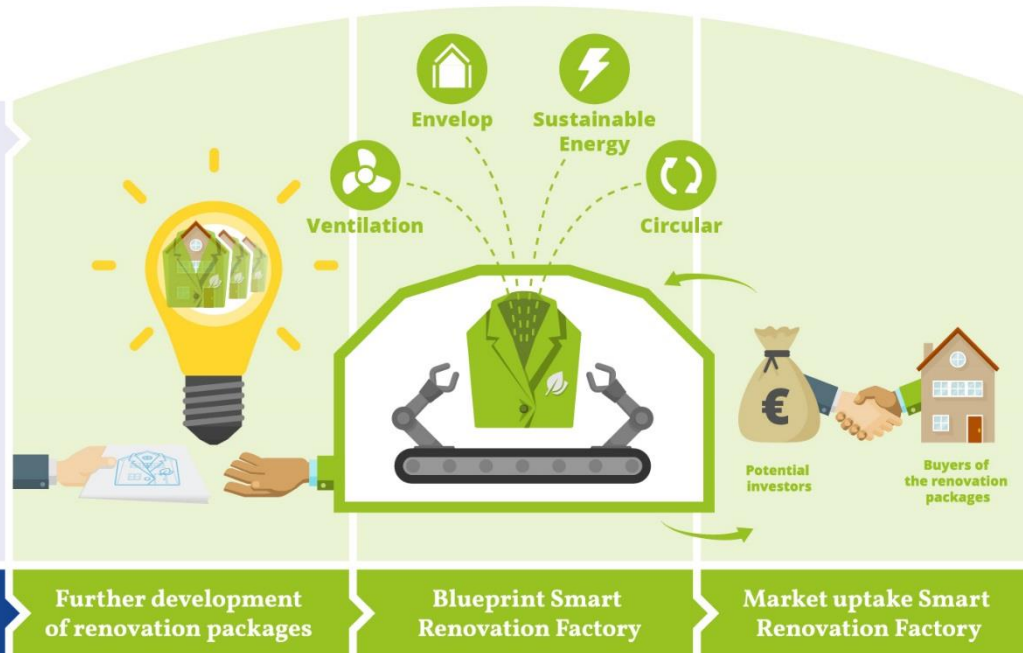 Envelop
Sustainable
Energy
Ventilation
Circular
€
Potential
investors
Buyers of
the renovation
packages
Further development
of renovation packages
Blueprint Smart
Renovation Factory
Market uptake Smart
Renovation Factory